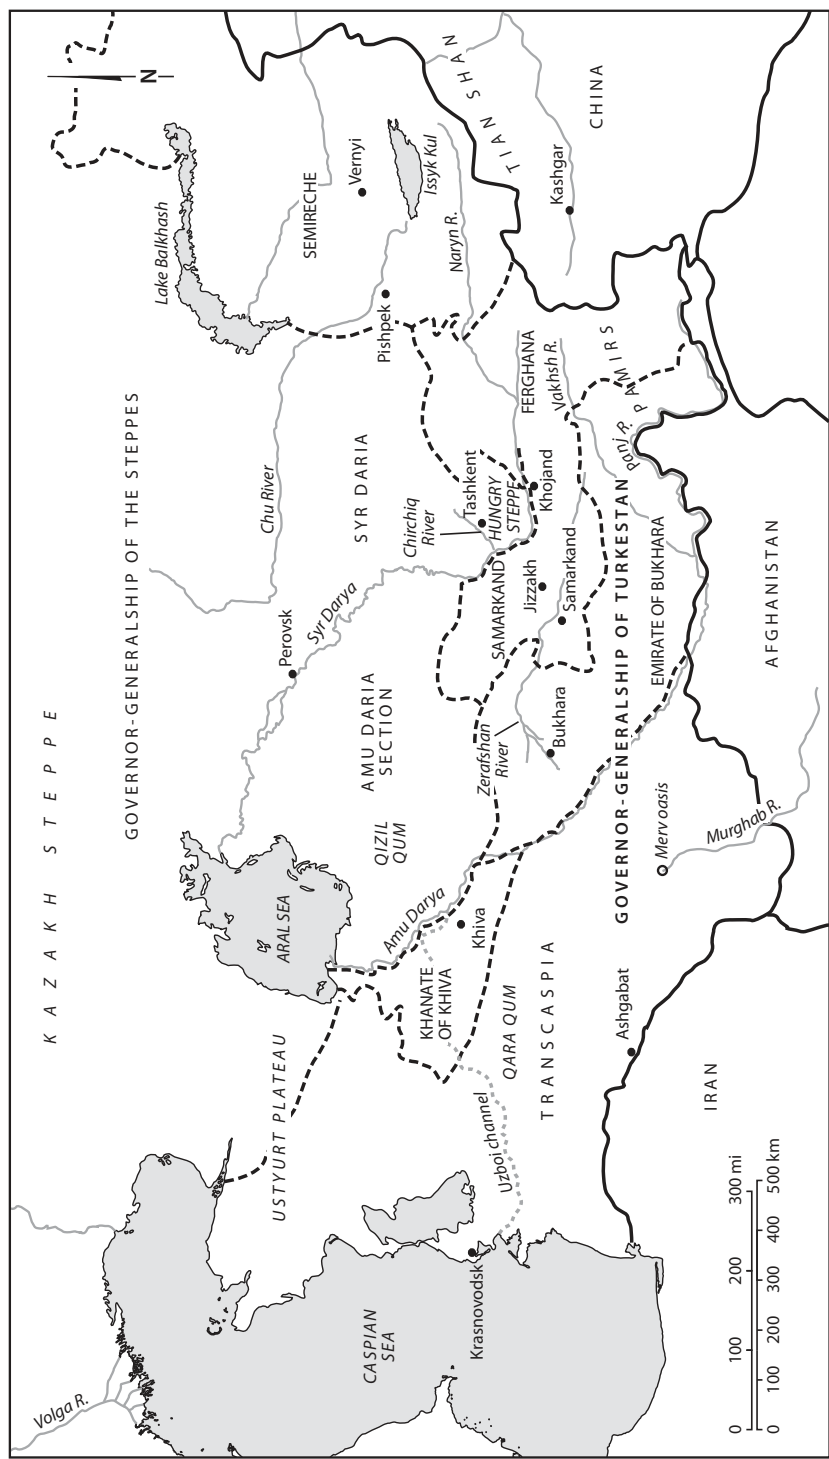 KAZAKH STEPPE
GOVERNOR-GENERALSHIP OF THE STEPPES
N
Volga R.
Lake Balkhash
SEMIRECHE
Vernyi
Issyk Kul
TIAN SHAN
CHINA
Kashgar
Naryn R.
Pishpek
Chu River
Perovsk
Syr Darya
SYR DARIA
Chirchiq
River
Tashkent
HUNGRY
STEPPE
Khojand
FERGHANA
Vakhsh R.
PAMIRS
Panj R.
ARAL SEA
USTYURT PLATEAU
AMU DARIA
SECTION
QIZIL
QUM
SAMARKAND
Jizzakh
Samarkand
Zerafshan
River
Bukhara
Amu Darya
Khiva
KHANATE
OF KHIVA
GOVERNOR-GENERALSHIP OF TURKESTAN
EMIRATE OF BUKHARA
AFGHANISTAN
Merv oasis
Murghab R.
QARA QUM
TRANSCASPIA
Uzboi channel
Ashgabat
IRAN
CASPIAN
SEA
Krasnovodsk
0 100 200 300 mi
0 100 200 300 400 500 km